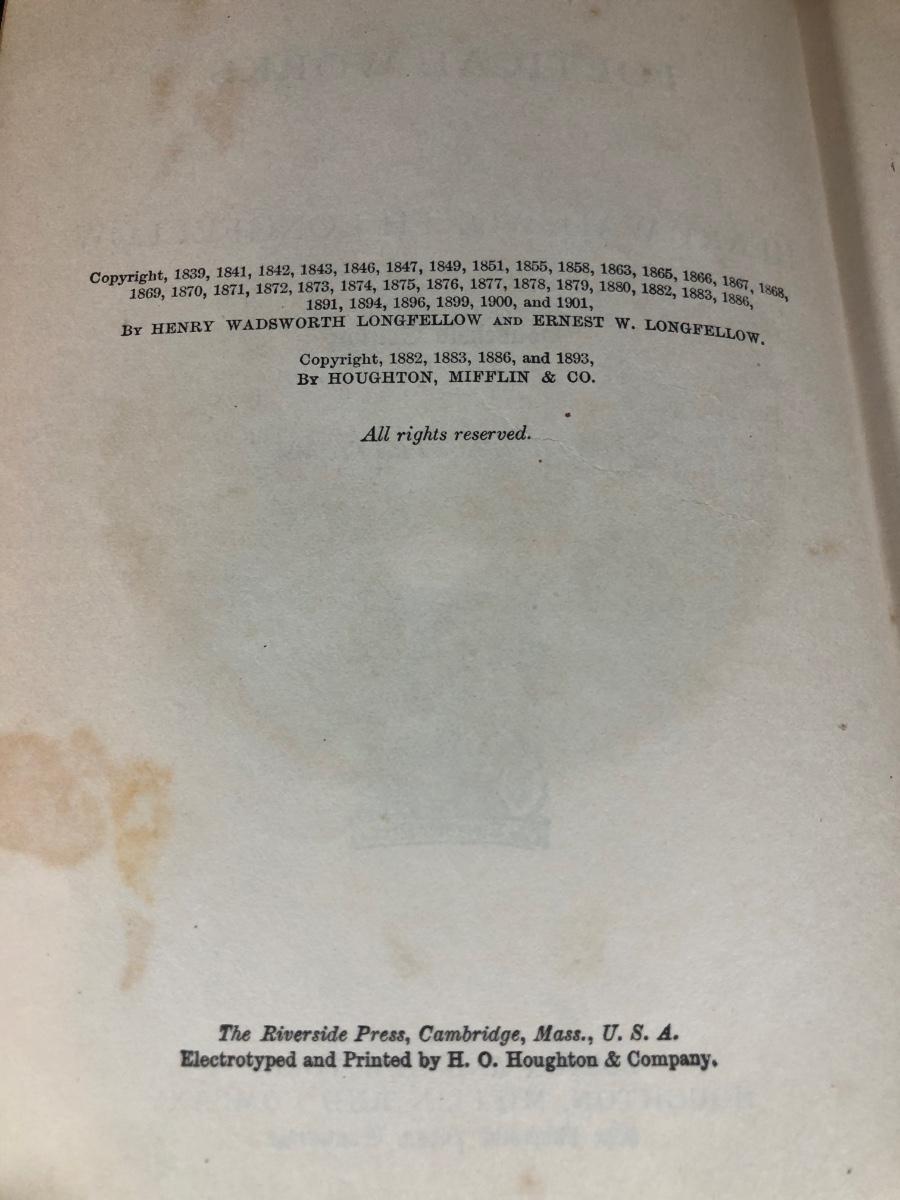 Copyright, 1839, 1841, 1842, 1843, 1846, 1847, 1849, 1851, 1855, 1858, 1863, 1865, 1866, 1867, 1868,
1869, 1870, 1871, 1872, 1873, 1874, 1875, 1876, 1877, 1878, 1879, 1880, 1882, 1883, 1886,
1891, 1894, 1896, 1899, 1900, and 1901,
By HENRY WADSWORTH LONGFELLOW AND ERNEST W. LONGFELLOW.
Copyright, 1882, 1883, 1886, and 1893,
By HOUGHTON, MIFFLIN & CO.
All rights reserved.
The Riverside Press, Cambridge, Mass., U. S. A.
Electrotyped and Printed by H. O. Houghton & Company.